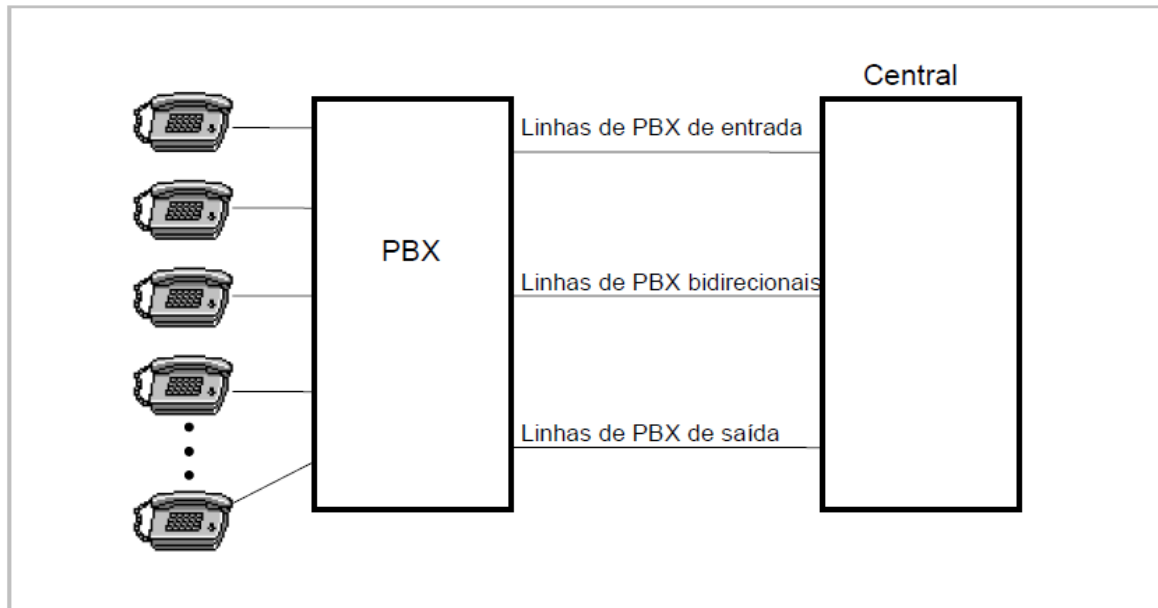 Central
Linhas de PBX de entrada
PBX
Linhas de PBX bidirecionais
Linhas de PBX de saída